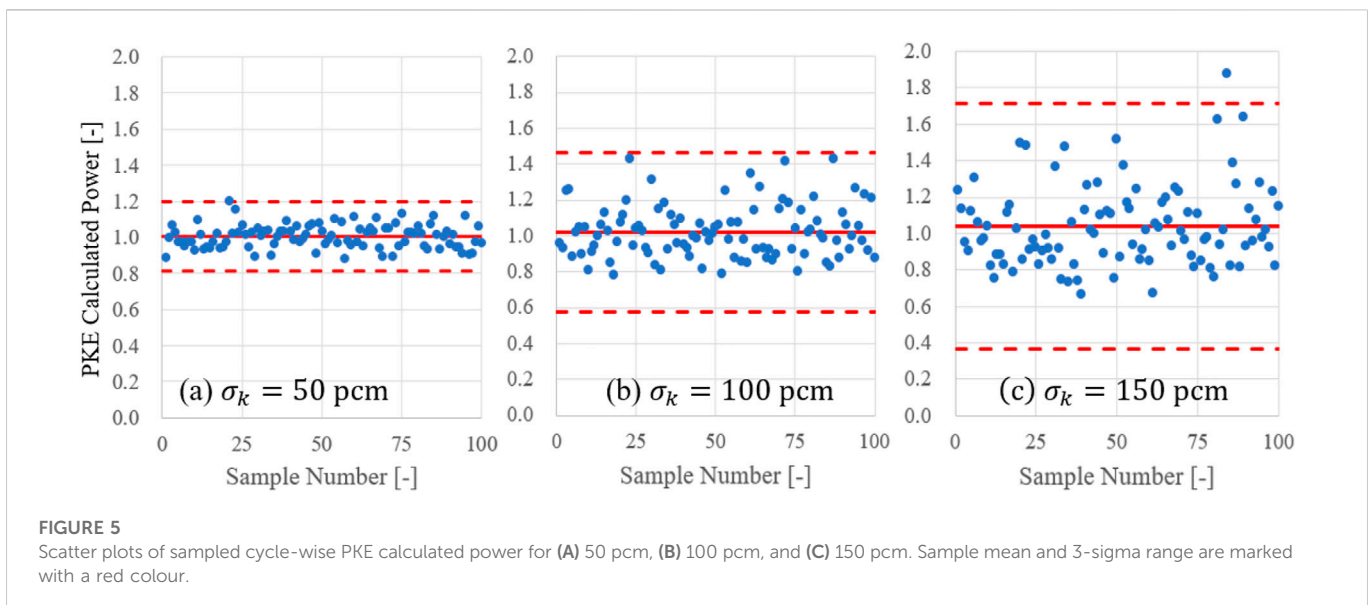 PKE Calculated Power [-]
2.0
1.8
1.6
1.4
1.2
1.0
0.8
0.6
0.4
0.2
0.0
(a) σk = 50 pcm
0 25 50 75 100
Sample Number [-]
2.0
1.8
1.6
1.4
1.2
1.0
0.8
0.6
0.4
0.2
0.0
(b) σk = 100 pcm
0 25 50 75 100
Sample Number [-]
2.0
1.8
1.6
1.4
1.2
1.0
0.8
0.6
0.4
0.2
0.0
(c) σk = 150 pcm
0 25 50 75 100
Sample Number [-]
FIGURE 5
Scatter plots of sampled cycle-wise PKE calculated power for (A) 50 pcm, (B) 100 pcm, and (C) 150 pcm. Sample mean and 3-sigma range are marked
with a red colour.